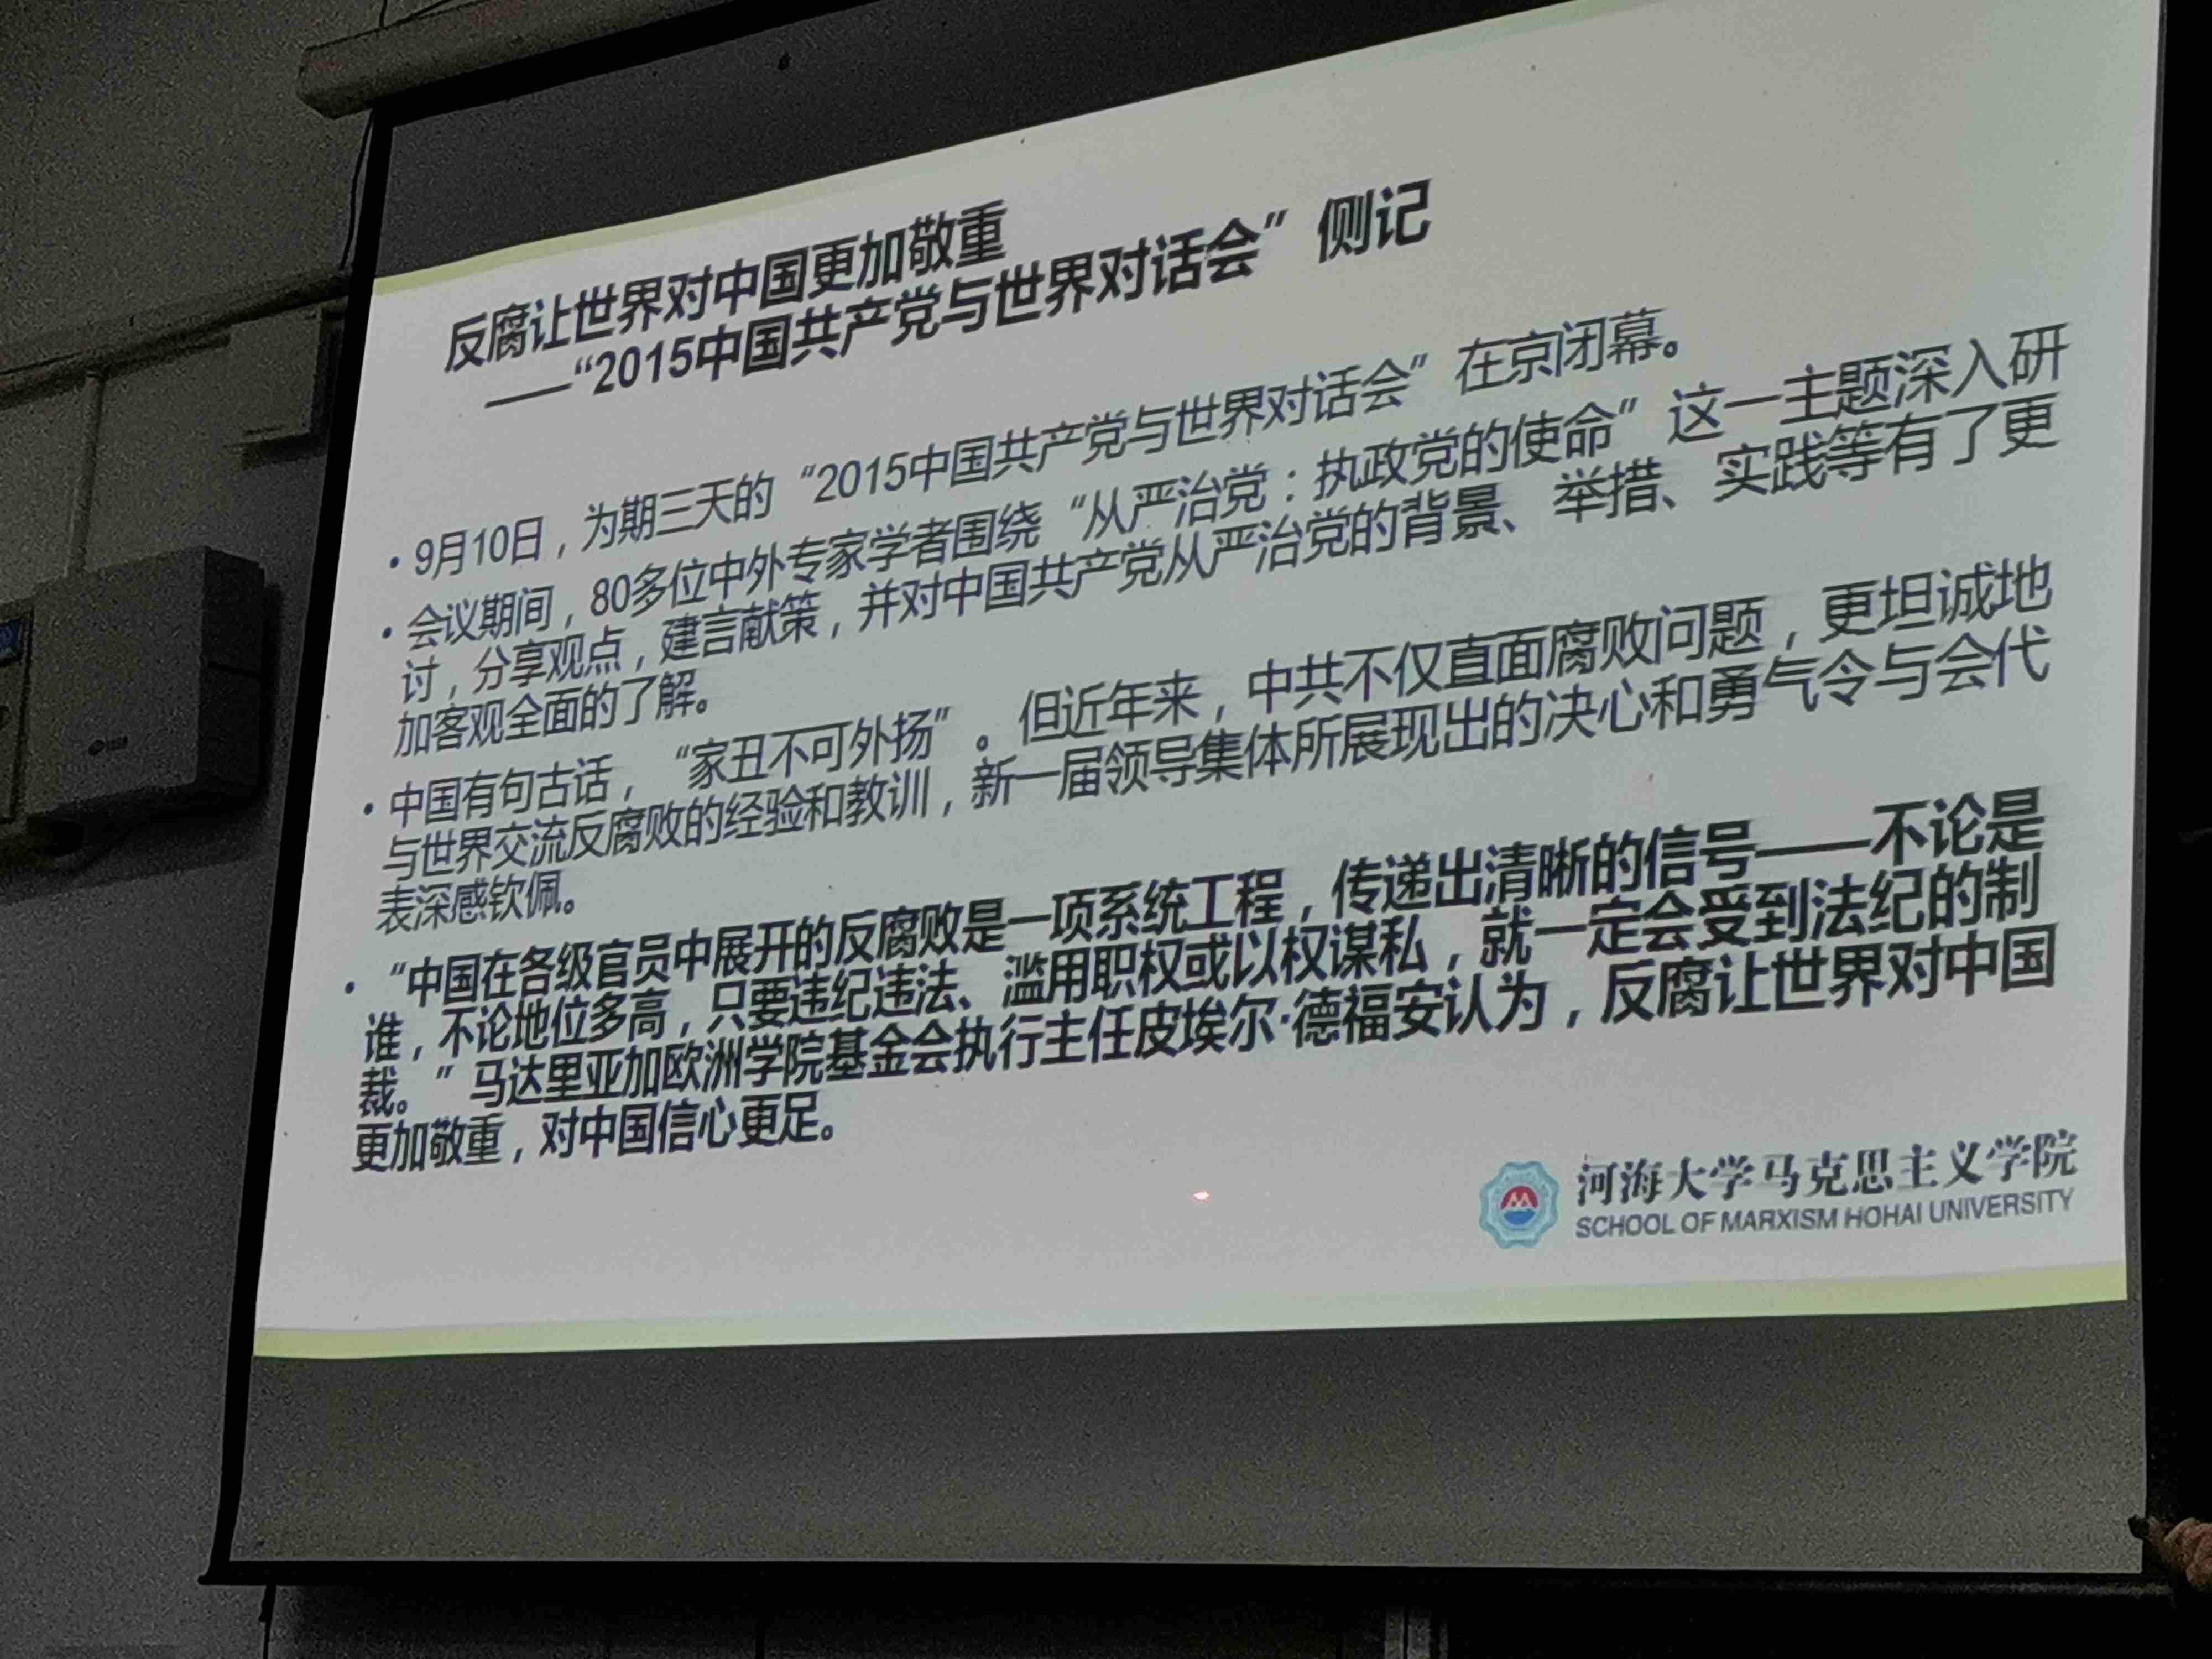 反腐让世界对中国更加敬重
——“2015中国共产党与世界对话会”侧记
• 9月10日，为期三天的“2015中国共产党与世界对话会”在京闭幕。
• 会议期间，80多位中外专家学者围绕“从严治党：执政党的使命”这一主题深入研
讨，分享观点，建言献策，并对中国共产党从严治党的背景、举措、实践等有了更
加客观全面的了解。
• 中国有句古话，“家丑不可外扬”。但近年来，中共不仅直面腐败问题，更坦诚地
与世界交流反腐败的经验和教训，新一届领导集体所展现出的决心和勇气令与会代
表深感钦佩。
• “中国在各级官员中展开的反腐败是一项系统工程，传递出清晰的信号——不论是
谁，不论地位多高，只要违纪违法、滥用职权或以权谋私，就一定会受到法纪的制
裁。”马达里亚加欧洲学院基金会执行主任皮埃尔·德福安认为，反腐让世界对中国
更加敬重，对中国信心更足。
河海大学马克思主义学院
SCHOOL OF MARXISM HOHAI UNIVERSITY